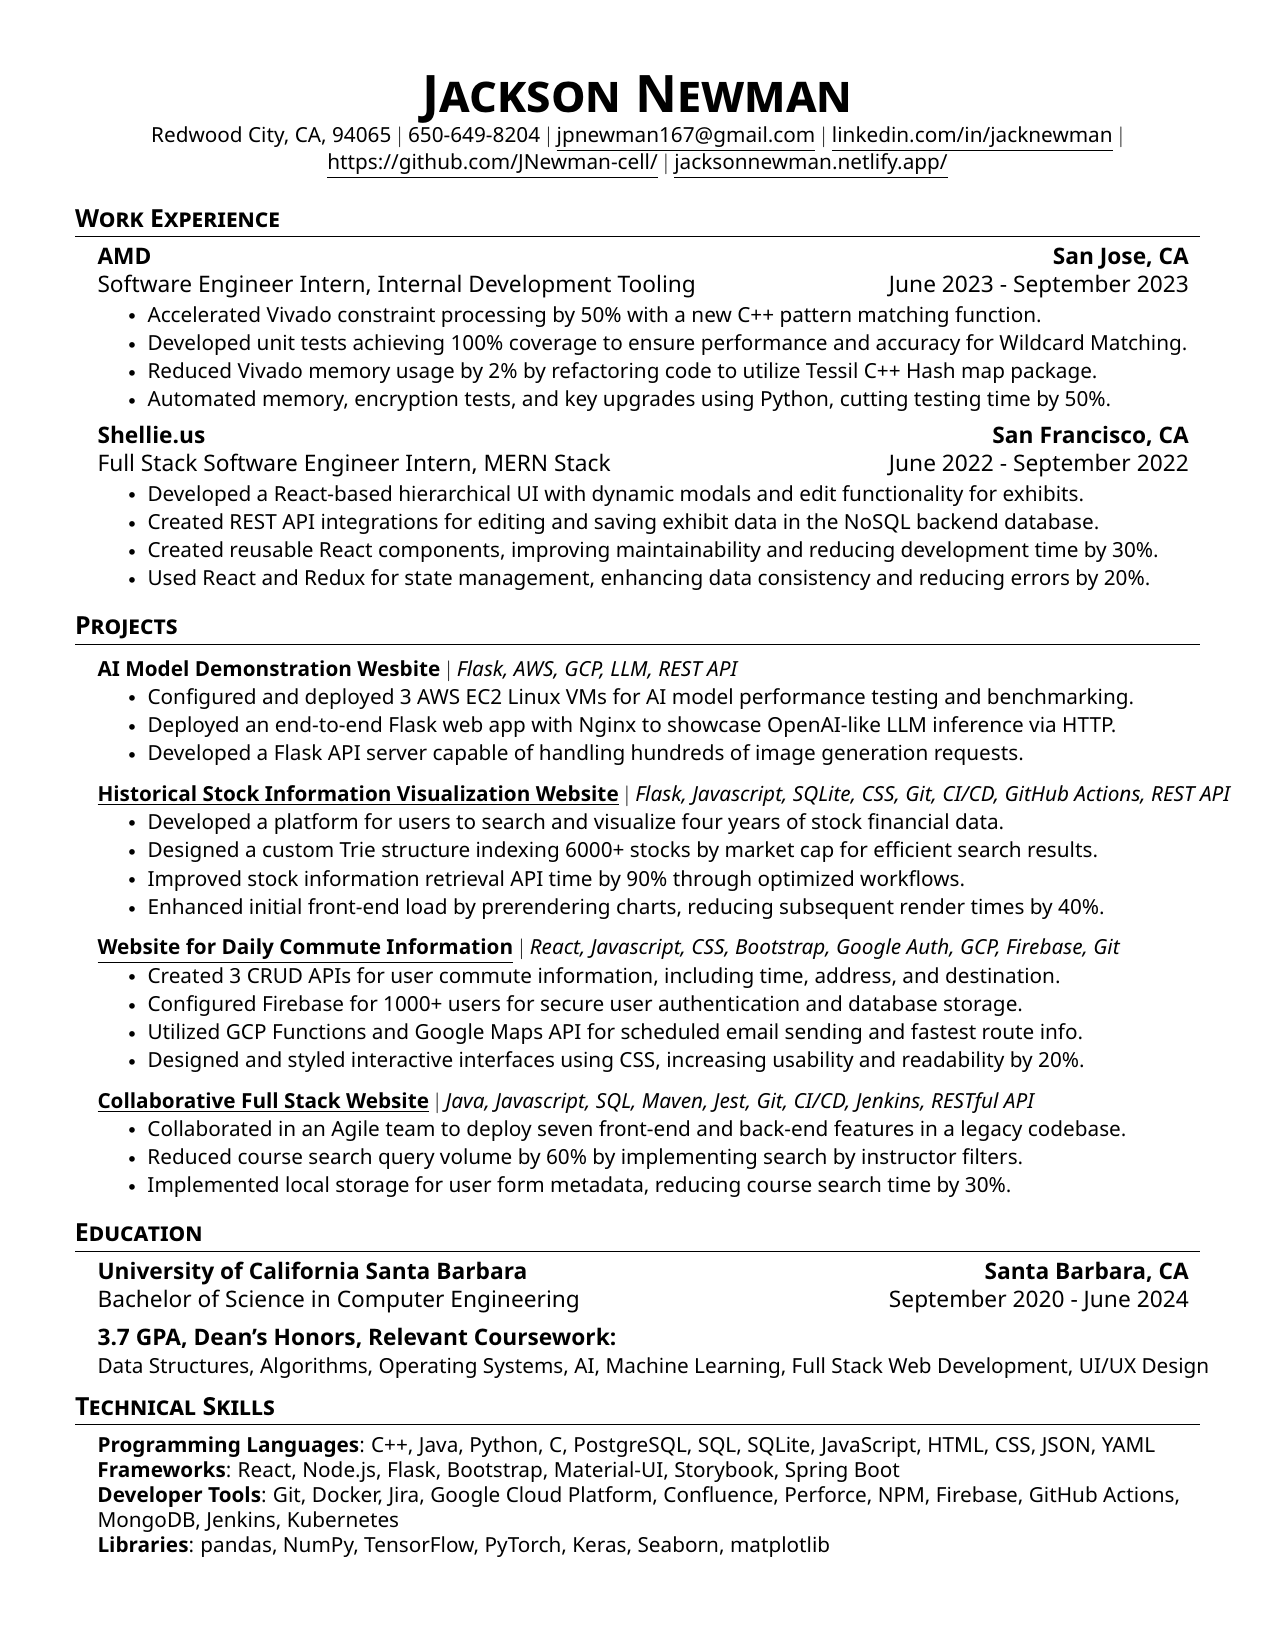 JACKSON NEWMAN
Redwood City, CA, 94065 | 650-649-8204 | jpnewman167@gmail.com | linkedin.com/in/jacknewman |
https://github.com/JNewman-cell/ | jacksonnewman.netlify.app/
WORK EXPERIENCE
AMD San Jose, CA
Software Engineer Intern, Internal Development Tooling June 2023 - September 2023
• Accelerated Vivado constraint processing by 50% with a new C++ pattern matching function.
• Developed unit tests achieving 100% coverage to ensure performance and accuracy for Wildcard Matching.
• Reduced Vivado memory usage by 2% by refactoring code to utilize Tessil C++ Hash map package.
• Automated memory, encryption tests, and key upgrades using Python, cutting testing time by 50%.
Shellie.us San Francisco, CA
Full Stack Software Engineer Intern, MERN Stack June 2022 - September 2022
• Developed a React-based hierarchical UI with dynamic modals and edit functionality for exhibits.
• Created REST API integrations for editing and saving exhibit data in the NoSQL backend database.
• Created reusable React components, improving maintainability and reducing development time by 30%.
• Used React and Redux for state management, enhancing data consistency and reducing errors by 20%.
PROJECTS
AI Model Demonstration Wesbite | Flask, AWS, GCP, LLM, REST API
• Configured and deployed 3 AWS EC2 Linux VMs for AI model performance testing and benchmarking.
• Deployed an end-to-end Flask web app with Nginx to showcase OpenAI-like LLM inference via HTTP.
• Developed a Flask API server capable of handling hundreds of image generation requests.
Historical Stock Information Visualization Website | Flask, Javascript, SQLite, CSS, Git, CI/CD, GitHub Actions, REST API
• Developed a platform for users to search and visualize four years of stock financial data.
• Designed a custom Trie structure indexing 6000+ stocks by market cap for efficient search results.
• Improved stock information retrieval API time by 90% through optimized workflows.
• Enhanced initial front-end load by prerendering charts, reducing subsequent render times by 40%.
Website for Daily Commute Information | React, Javascript, CSS, Bootstrap, Google Auth, GCP, Firebase, Git
• Created 3 CRUD APIs for user commute information, including time, address, and destination.
• Configured Firebase for 1000+ users for secure user authentication and database storage.
• Utilized GCP Functions and Google Maps API for scheduled email sending and fastest route info.
• Designed and styled interactive interfaces using CSS, increasing usability and readability by 20%.
Collaborative Full Stack Website | Java, Javascript, SQL, Maven, Jest, Git, CI/CD, Jenkins, RESTful API
• Collaborated in an Agile team to deploy seven front-end and back-end features in a legacy codebase.
• Reduced course search query volume by 60% by implementing search by instructor filters.
• Implemented local storage for user form metadata, reducing course search time by 30%.
EDUCATION
University of California Santa Barbara Santa Barbara, CA
Bachelor of Science in Computer Engineering September 2020 - June 2024
3.7 GPA, Dean’s Honors, Relevant Coursework:
Data Structures, Algorithms, Operating Systems, AI, Machine Learning, Full Stack Web Development, UI/UX Design
TECHNICAL SKILLS
Programming Languages: C++, Java, Python, C, PostgreSQL, SQL, SQLite, JavaScript, HTML, CSS, JSON, YAML
Frameworks: React, Node.js, Flask, Bootstrap, Material-UI, Storybook, Spring Boot
Developer Tools: Git, Docker, Jira, Google Cloud Platform, Confluence, Perforce, NPM, Firebase, GitHub Actions,
MongoDB, Jenkins, Kubernetes
Libraries: pandas, NumPy, TensorFlow, PyTorch, Keras, Seaborn, matplotlib